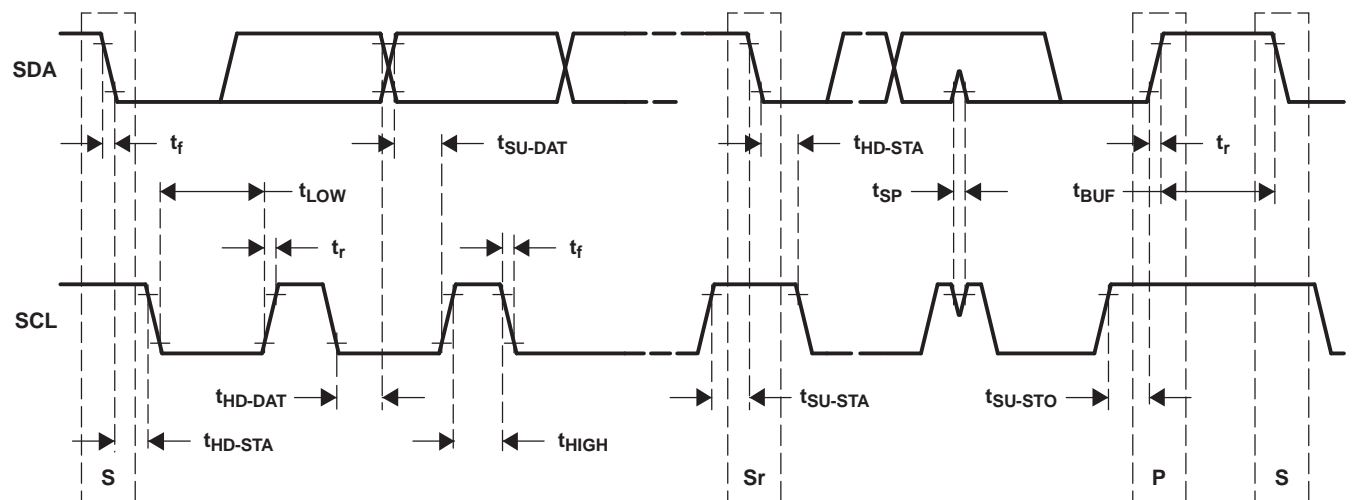 SDA
t_f
t_SU-DAT
t_HD-STA
t_r
t_LOW
t_SP
t_BUF
t_r
t_f
SCL
t_HD-DAT
t_SU-STA
t_SU-STO
t_HD-STA
t_HIGH
S
Sr
P
S